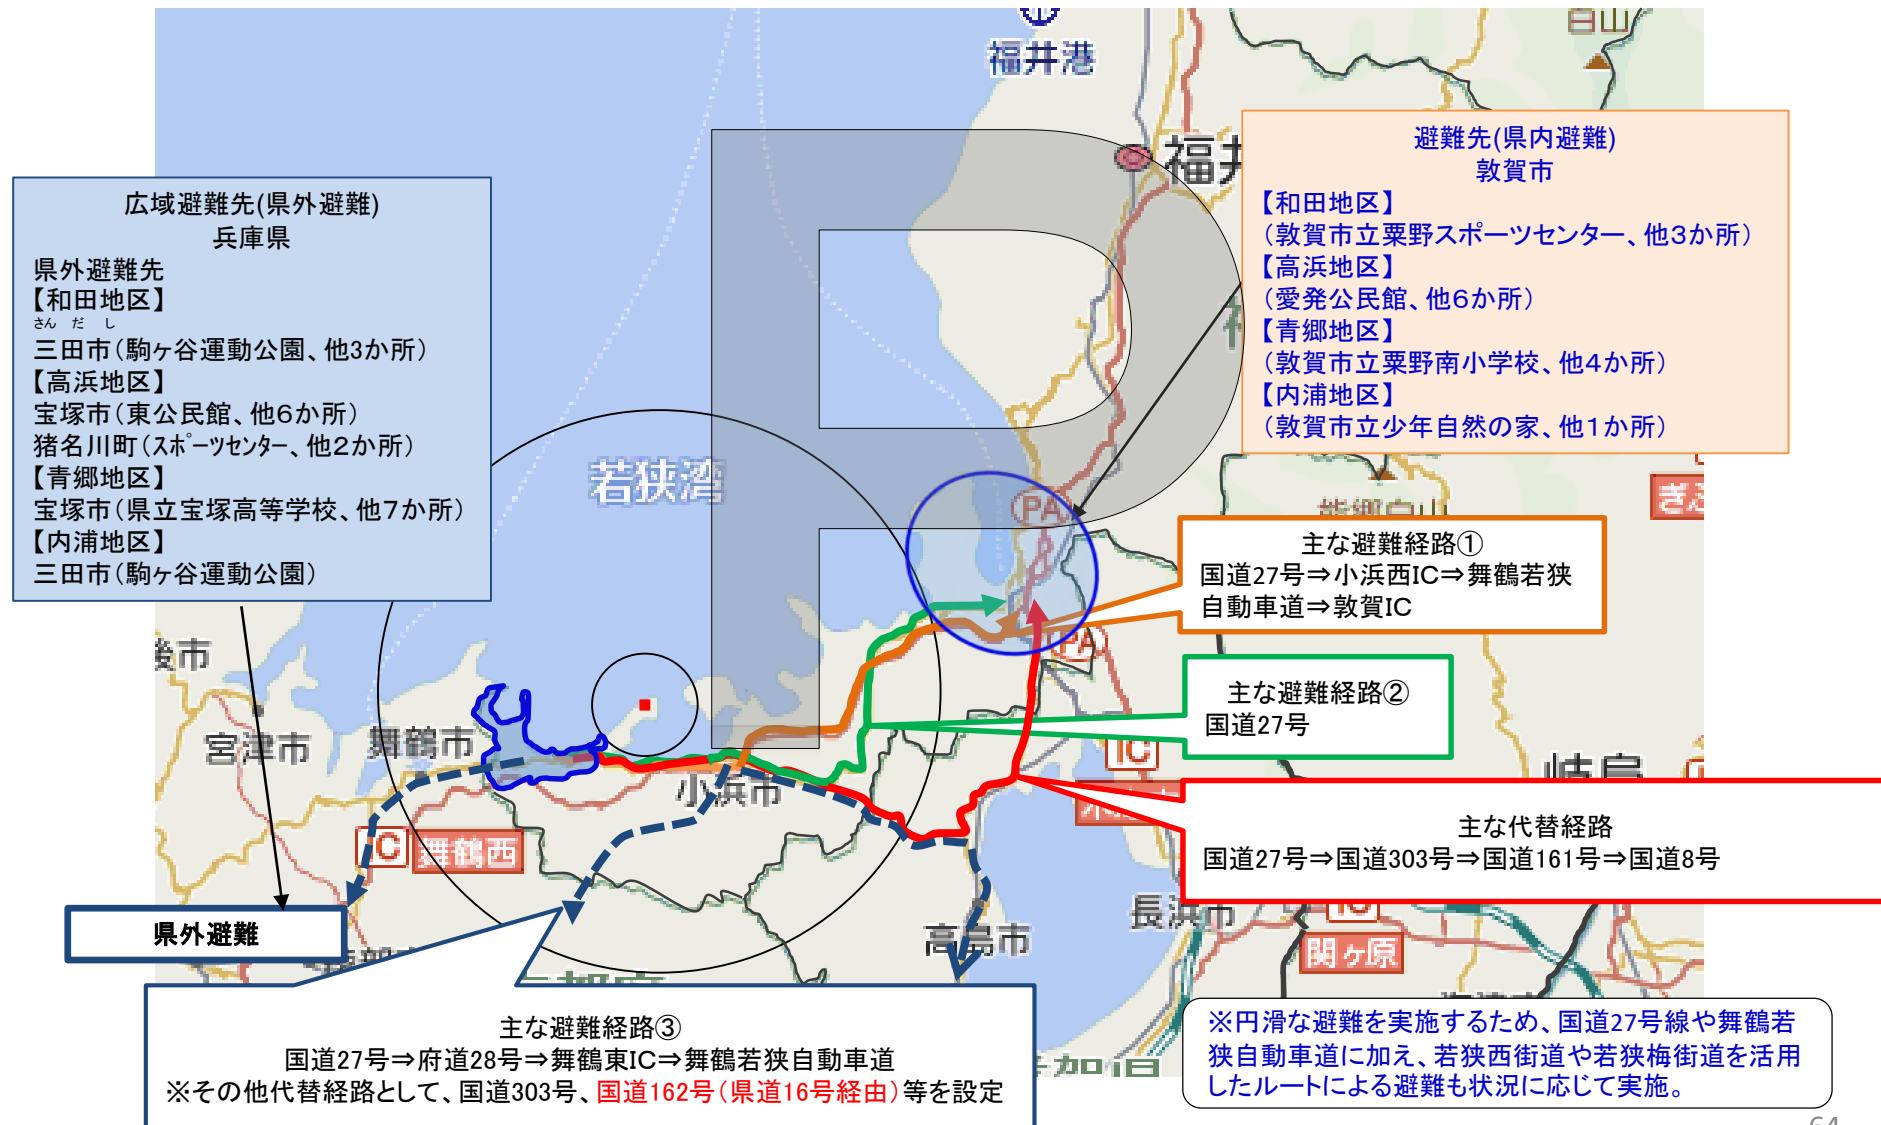 白山
福井港
避難先(県内避難)
敦賀市
【和田地区】
（敦賀市立粟野スポーツセンター、他3か所）
【高浜地区】
（愛発公民館、他6か所）
【青郷地区】
（敦賀市立粟野南小学校、他4か所）
【内浦地区】
（敦賀市立少年自然の家、他1か所）
福井
広域避難先(県外避難)
兵庫県
県外避難先
【和田地区】
さん だ し
三田市（駒ヶ谷運動公園、他3か所）
【高浜地区】
宝塚市（東公民館、他6か所）
猪名川町（ｽﾎﾟｰﾂｾﾝﾀｰ、他2か所）
【青郷地区】
宝塚市（県立宝塚高等学校、他7か所）
【内浦地区】
三田市（駒ヶ谷運動公園）
若狭湾
PA
能郷白山
主な避難経路①
国道27号⇒小浜西IC⇒舞鶴若狭
自動車道⇒敦賀IC
PA
主な避難経路②
国道27号
宮津市
舞鶴市
小浜市
IC
岐阜
主な代替経路
国道27号⇒国道303号⇒国道161号⇒国道8号
IC 舞鶴西
高島市
長浜市
IC
関ヶ原
県外避難
主な避難経路③
国道27号⇒府道28号⇒舞鶴東IC⇒舞鶴若狭自動車道
※その他代替経路として、国道303号、国道162号（県道16号経由）等を設定
※円滑な避難を実施するため、国道27号線や舞鶴若
狭自動車道に加え、若狭西街道や若狭梅街道を活用
したルートによる避難も状況に応じて実施。
64